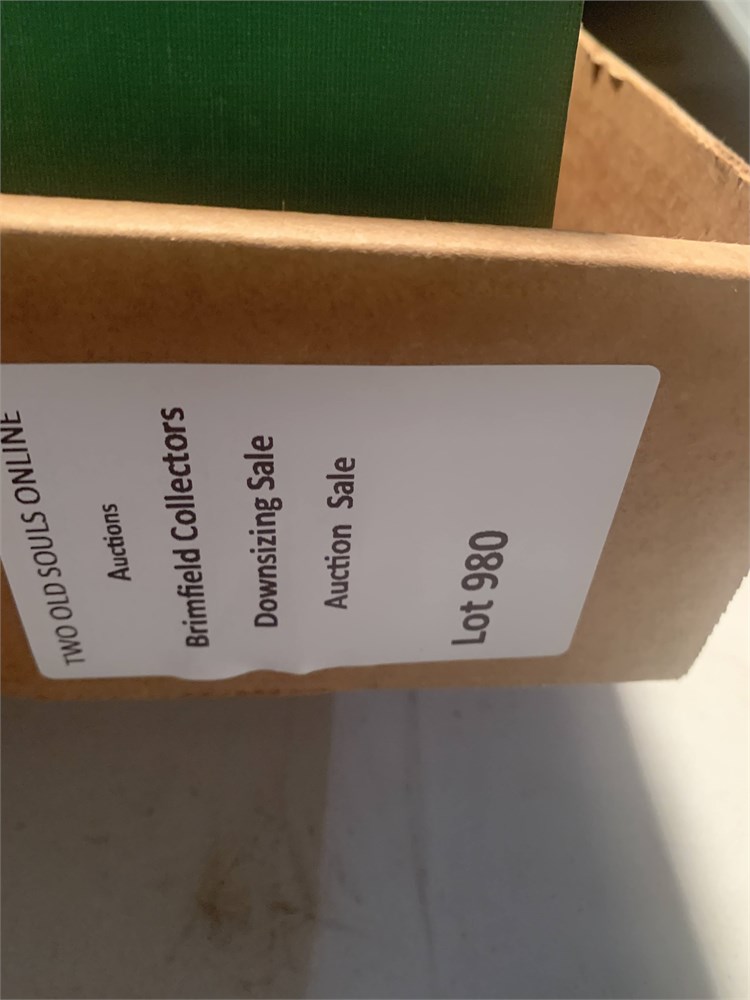 TWO OLD SOULS ONLINE
Auctions
Brimfield Collectors
Downsizing Sale
Auction Sale
Lot 980